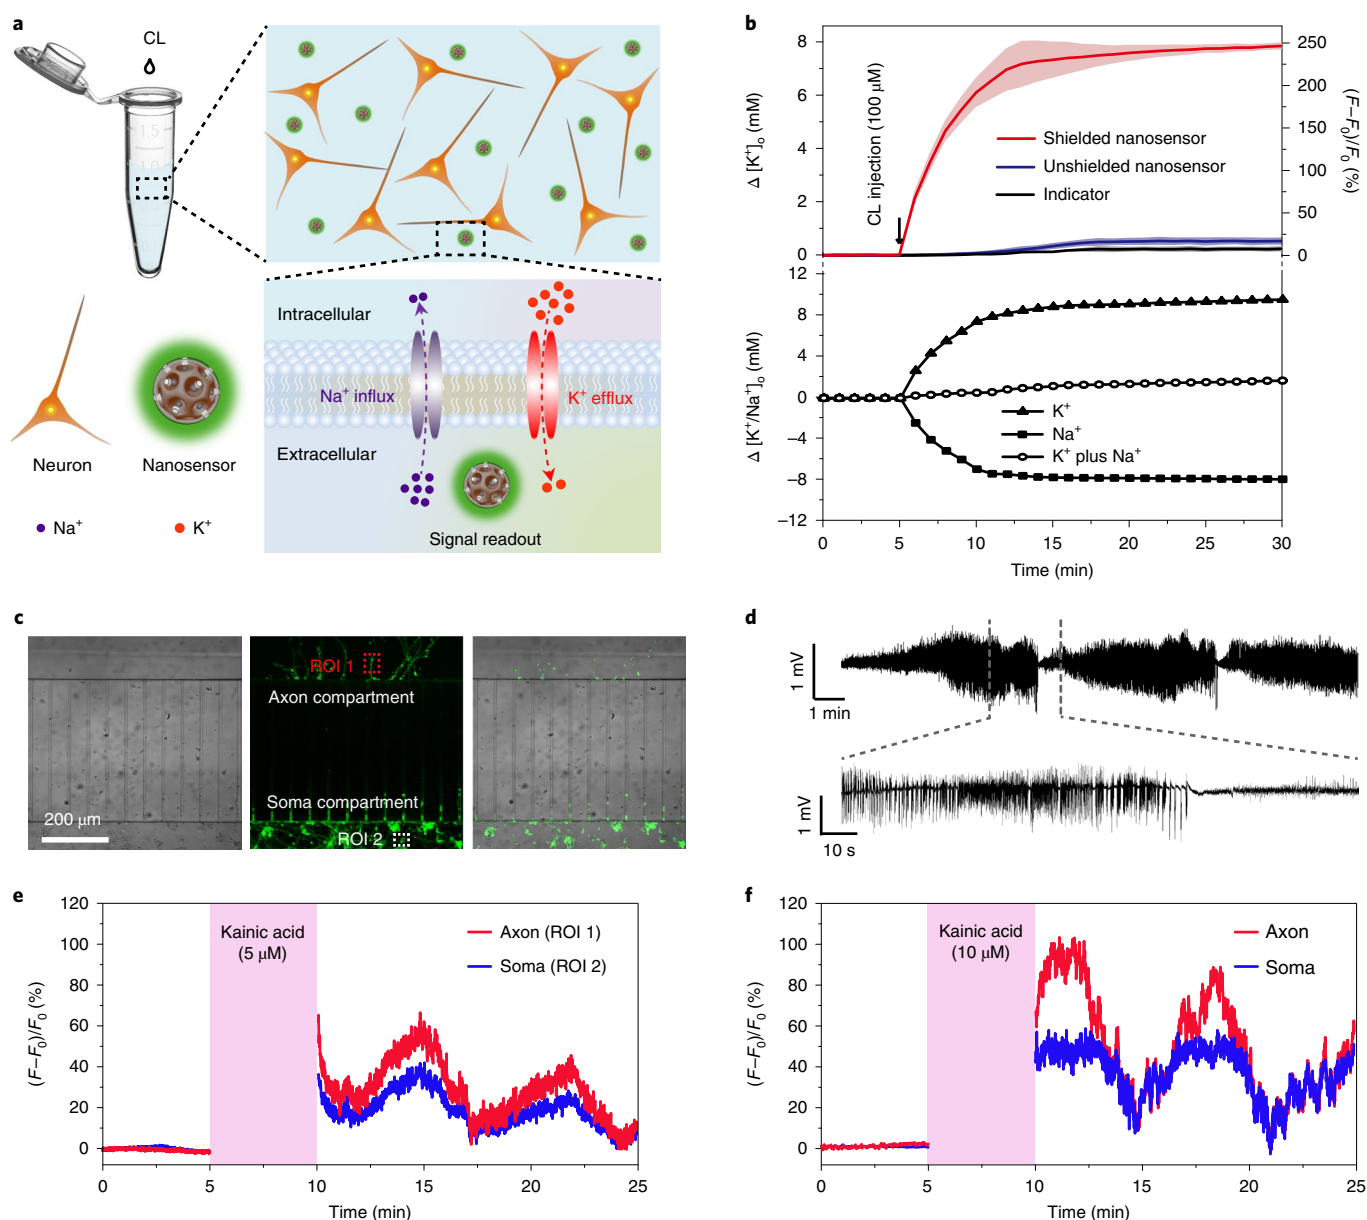 a
CL
1.5
1.0
Neuron
Nanosensor
Na⁺
K⁺
Intracellular
Na⁺ influx
K⁺ efflux
Extracellular
Signal readout
b
Δ [K⁺]ₒ (mM)
8
6
4
2
0
CL injection (100 μM)
Shielded nanosensor
Unshielded nanosensor
Indicator
250
200
150
100
50
0
(F−F₀)/F₀ (%)
Δ [K⁺/Na⁺]ₒ (mM)
12
8
4
0
−4
−8
−12
K⁺
Na⁺
K⁺ plus Na⁺
0 5 10 15 20 25 30
Time (min)
c
ROI 1
Axon compartment
Soma compartment
200 μm
ROI 2
d
1 mV
1 min
1 mV
10 s
e
(F−F₀)/F₀ (%)
120
100
80
60
40
20
0
Kainic acid
(5 μM)
Axon (ROI 1)
Soma (ROI 2)
0 5 10 15 20 25
Time (min)
f
(F−F₀)/F₀ (%)
120
100
80
60
40
20
0
Kainic acid
(10 μM)
Axon
Soma
0 5 10 15 20 25
Time (min)